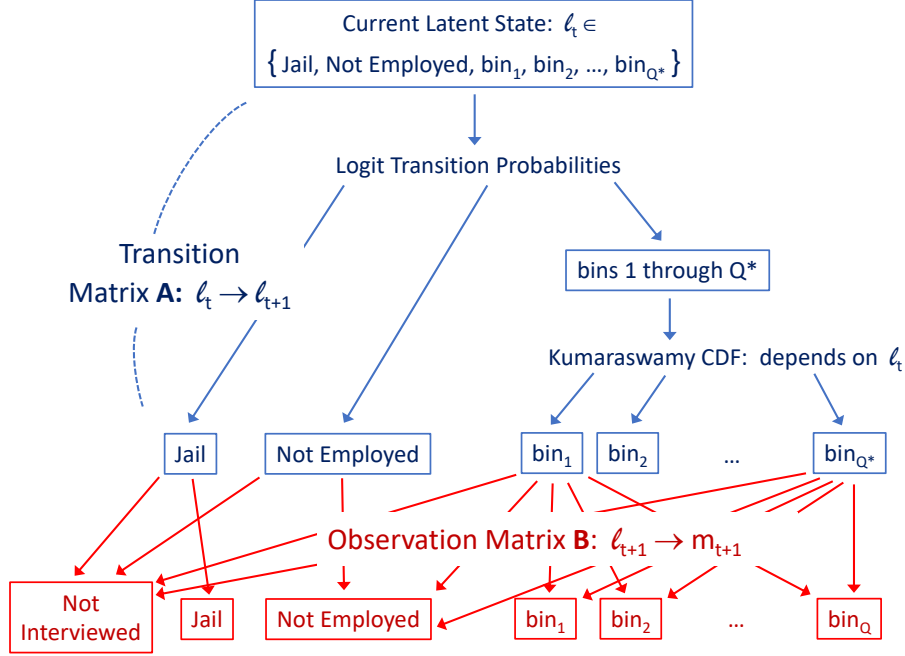 Current Latent State: ℓt ∈
{ Jail, Not Employed, bin1, bin2, …, binQ* }
Logit Transition Probabilities
Transition
Matrix A: ℓt → ℓt+1
bins 1 through Q*
Kumaraswamy CDF: depends on ℓt
Jail
Not Employed
bin1
bin2
…
binQ*
Observation Matrix B: ℓt+1 → mt+1
Not
Interviewed
Jail
Not Employed
bin1
bin2
…
binQ